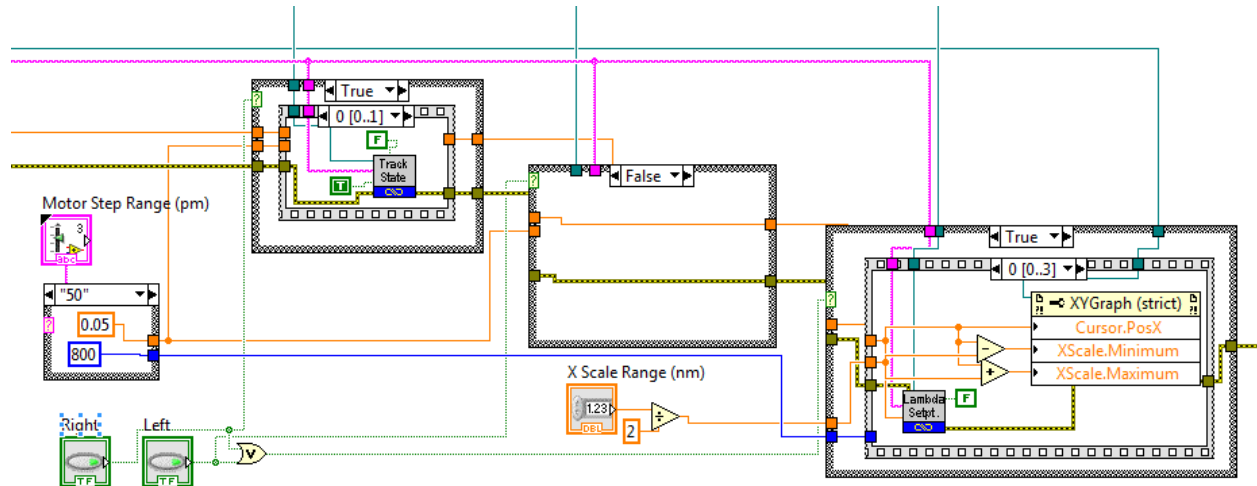 True
0 [0..1]
F
Track
State
T
False
Motor Step Range (pm)
3
abc
"50"
0.05
800
True
0 [0..3]
XYGraph (strict)
Cursor.PosX
XScale.Minimum
XScale.Maximum
Lambda
Setpt.
F
X Scale Range (nm)
1.23
DBL
2
Right
Left
TF
TF
V
?
?
?
?